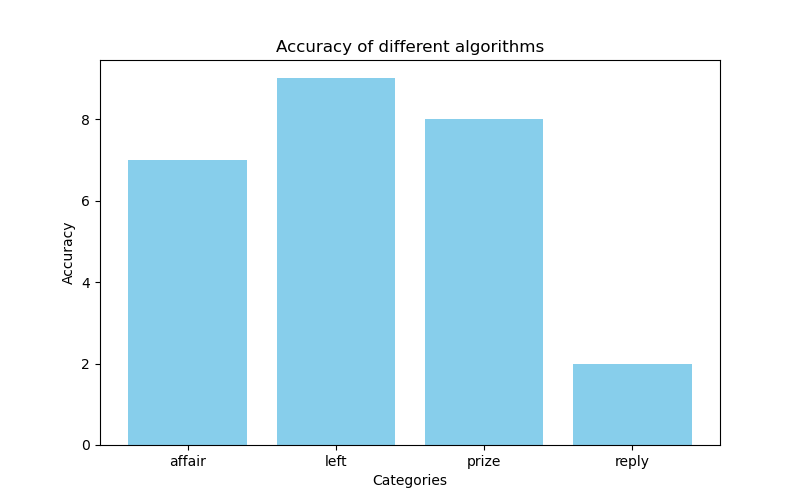 Accuracy of different algorithms
Accuracy
8
6
4
2
0
affair left prize reply
Categories